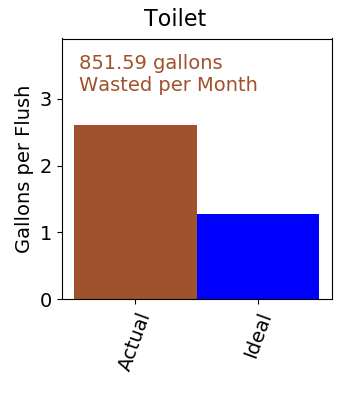 Toilet
851.59 gallons
Wasted per Month
Gallons per Flush
3
2
1
0
Actual
Ideal